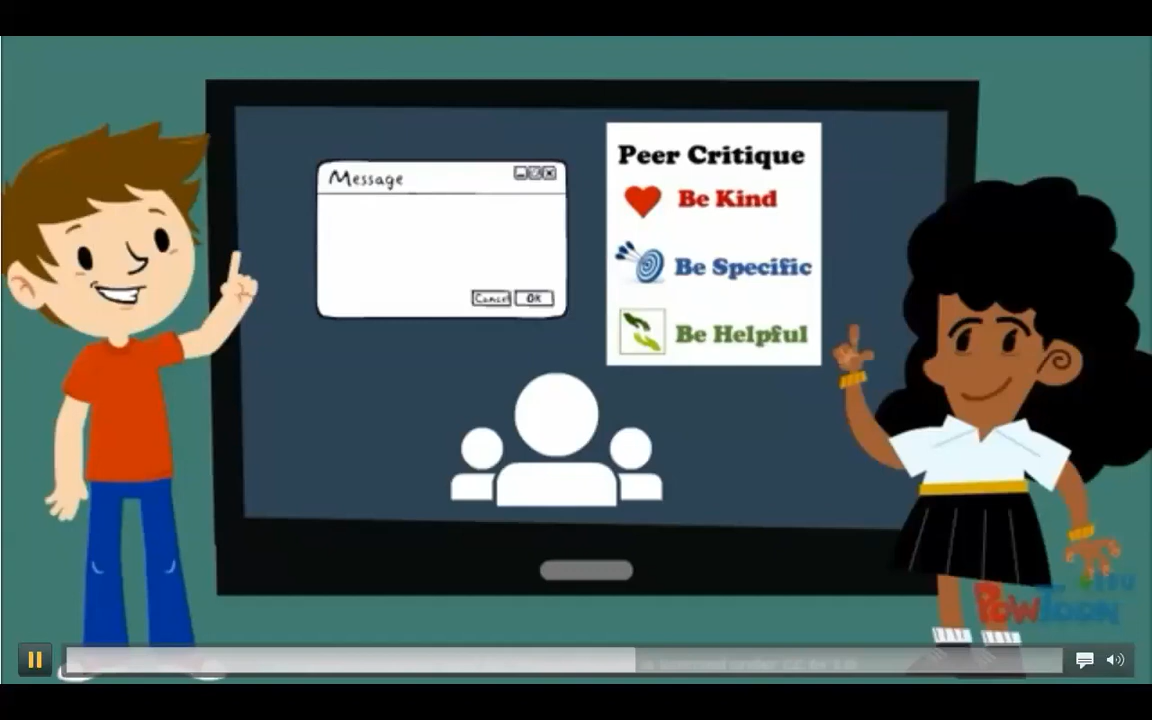 Message
Cancel OK
Peer Critique
Be Kind
Be Specific
Be Helpful
POWTOON